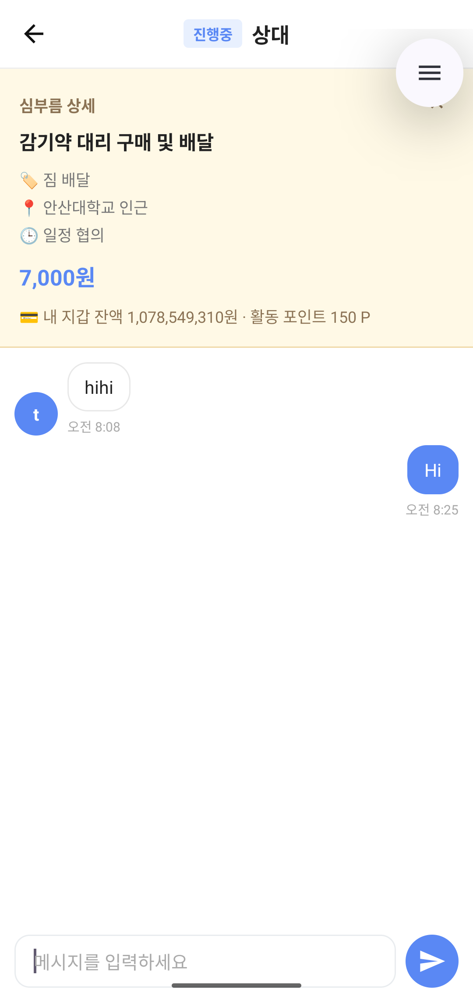 진행중 상대
심부름 상세
감기약 대리 구매 및 배달
🏷️ 짐 배달
📍 안산대학교 인근
🕒 일정 협의
7,000원
💳 내 지갑 잔액 1,078,549,310원 · 활동 포인트 150 P
hihi
t
오전 8:08
Hi
오전 8:25
메시지를 입력하세요